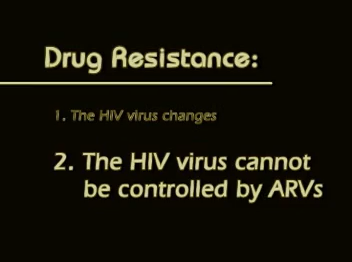 Drug Resistance:
1. The HIV virus changes
2. The HIV virus cannot
be controlled by ARVs